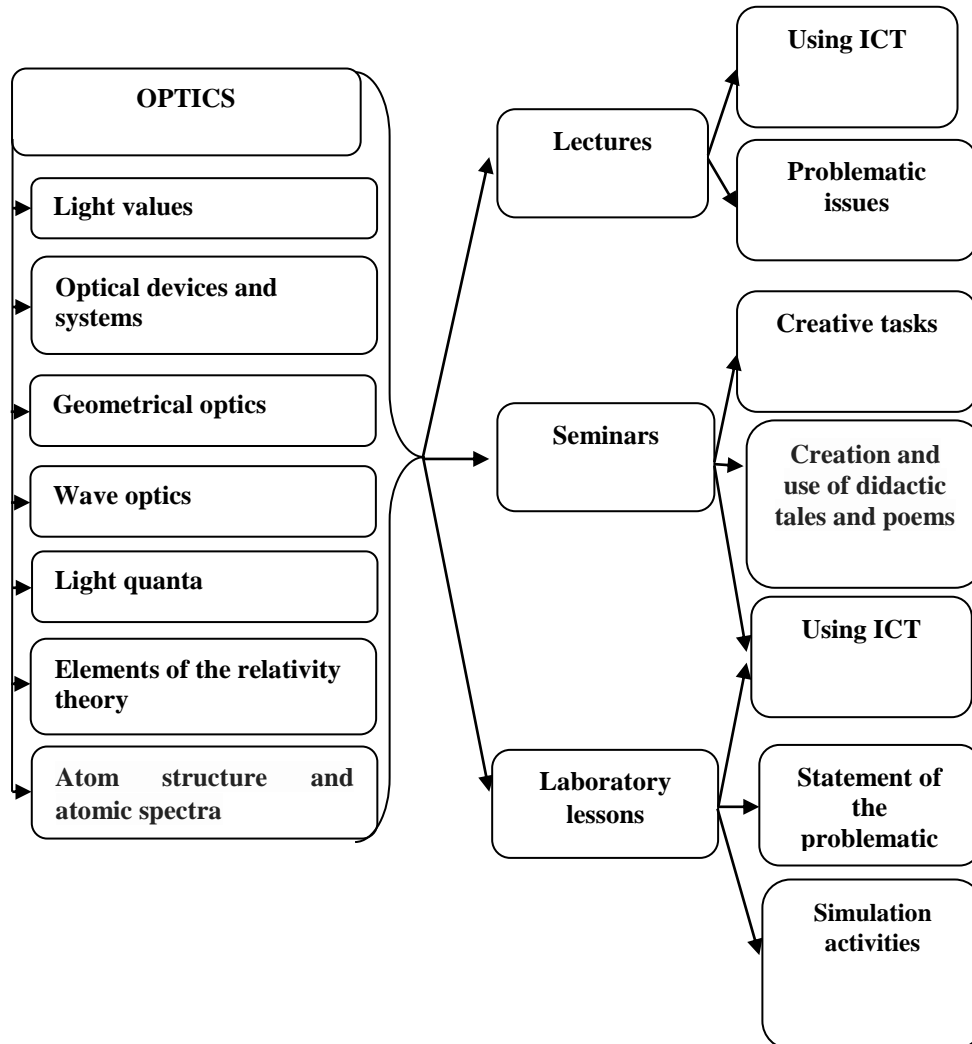 OPTICS
Light values
Optical devices and
systems
Geometrical optics
Wave optics
Light quanta
Elements of the relativity
theory
Atom structure and
atomic spectra
Lectures
Seminars
Laboratory
lessons
Using ICT
Problematic
issues
Creative tasks
Creation and
use of didactic
tales and poems
Using ICT
Statement of
the
problematic
Simulation
activities